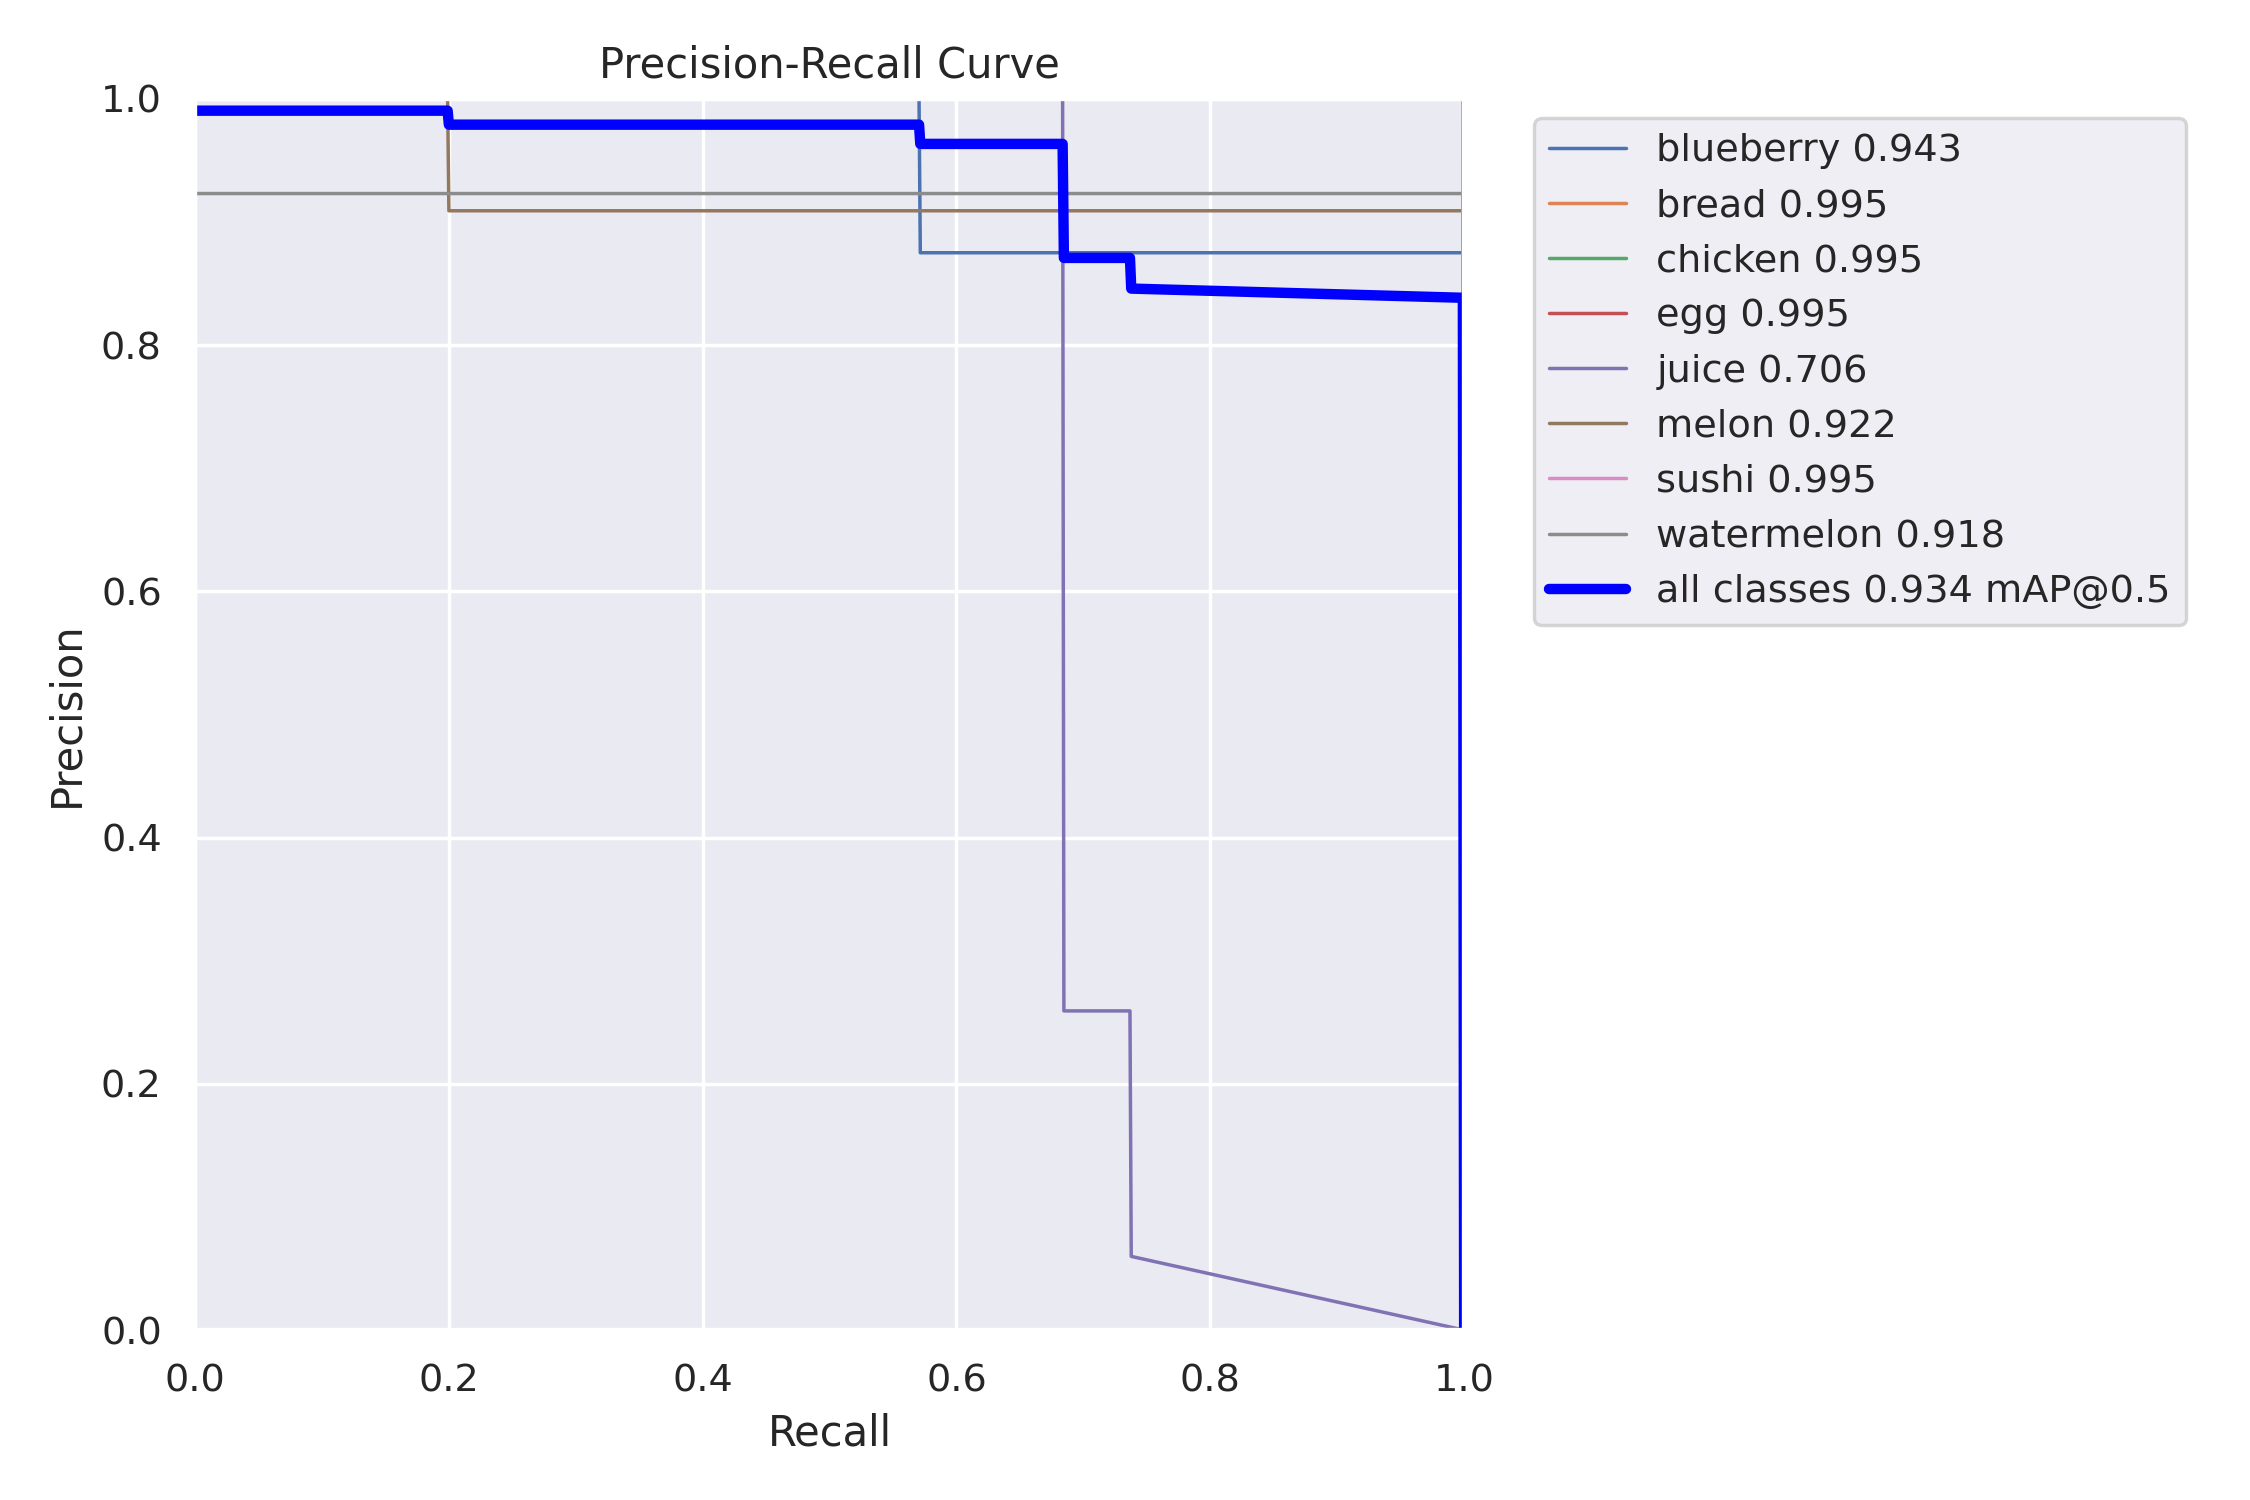 Precision-Recall Curve
1.0
0.8
0.6
0.4
0.2
0.0
Precision
0.0 0.2 0.4 0.6 0.8 1.0
Recall
blueberry 0.943
bread 0.995
chicken 0.995
egg 0.995
juice 0.706
melon 0.922
sushi 0.995
watermelon 0.918
all classes 0.934 mAP@0.5